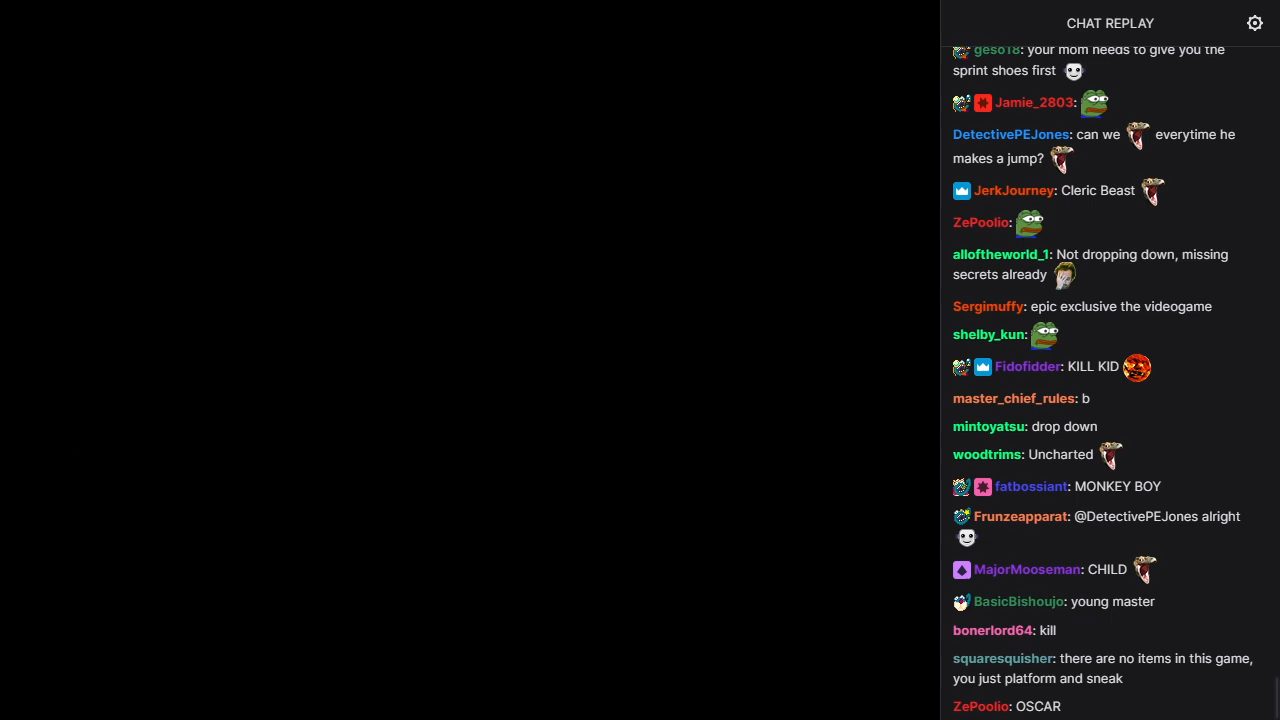 CHAT REPLAY
geso18: your mom needs to give you the
sprint shoes first
Jamie_2803:
DetectivePEJones: can we everytime he
makes a jump?
JerkJourney: Cleric Beast
ZePoolio:
alloftheworld_1: Not dropping down, missing
secrets already
Sergimuffy: epic exclusive the videogame
shelby_kun:
Fidofidder: KILL KID
master_chief_rules: b
mintoyatsu: drop down
woodtrims: Uncharted
fatbossiant: MONKEY BOY
Frunzeapparat: @DetectivePEJones alright
MajorMooseman: CHILD
BasicBishoujo: young master
bonerlord64: kill
squaresquisher: there are no items in this game,
you just platform and sneak
ZePoolio: OSCAR